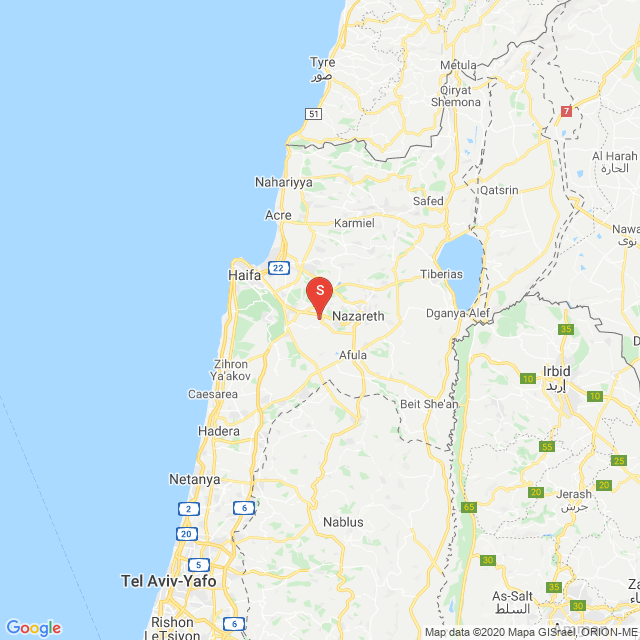 Tyre
صور
Metula
Qiryat
Shemona
7
51
Al Harah
الحارة
Nahariyya
Qatsrin
Safed
Acre
Karmiel
Nawa
نوى
22
Haifa
Tiberias
S
Nazareth
Dganya-Alef
35
Afula
Zihron
Ya'akov
Irbid
إربد
10
Caesarea
10
Beit She'an
Hadera
55
25
Netanya
20
20
Jerash
جرش
2
6
65
Nablus
20
5
30
30
Tel Aviv-Yafo
35
As-Salt
السلط
Rishon
LeTsiyon
6
Google
Map data ©2020 Mapa GISrael, ORION-ME